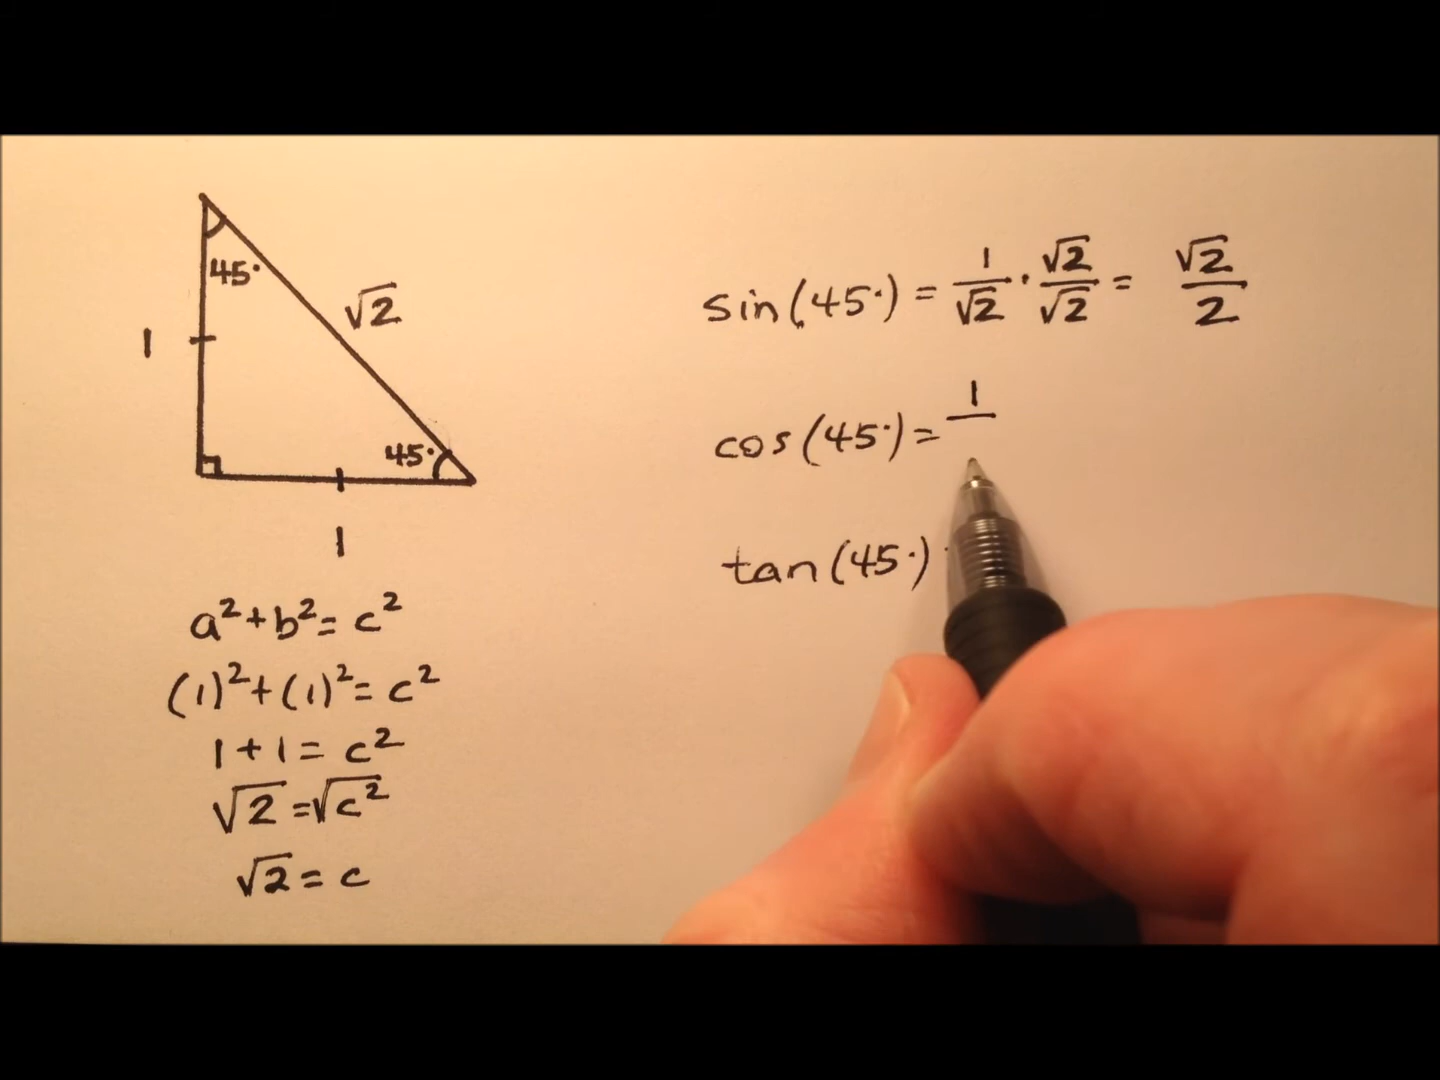 45°
√2
1
45°
1
a²+b²=c²
(1)²+(1)²=c²
1+1=c²
√2=√c²
√2=c
sin(45°)=1/√2·√2/√2=√2/2
cos(45°)=1/
tan(45°)